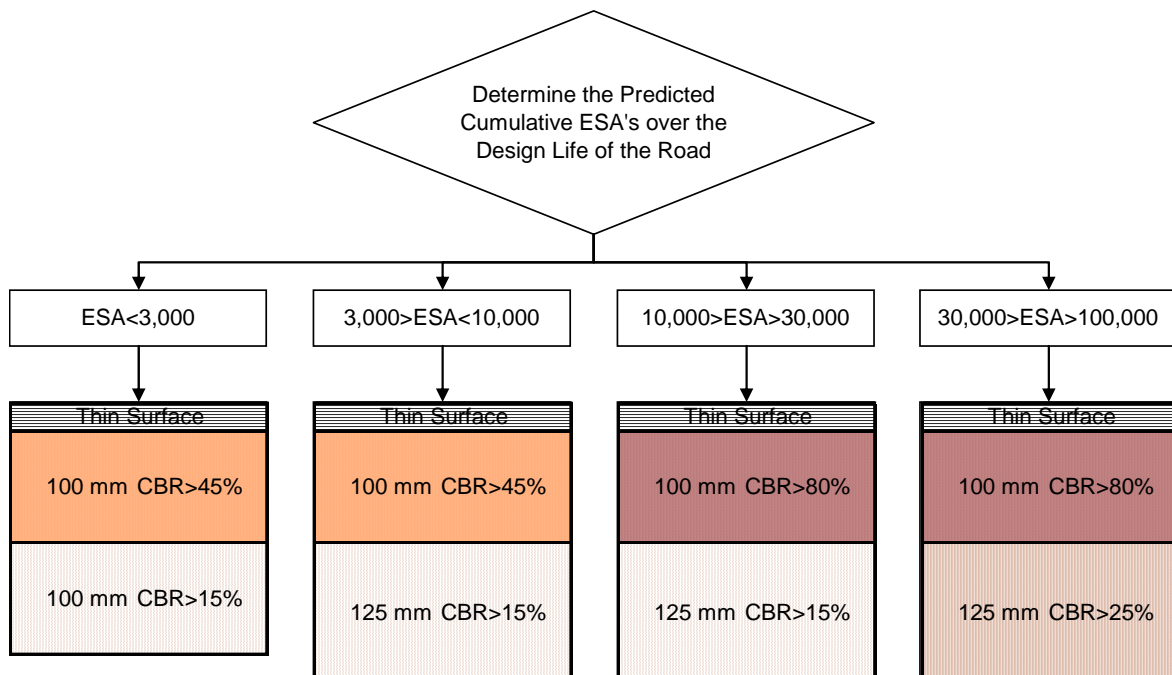 Determine the Predicted
Cumulative ESA's over the
Design Life of the Road
ESA<3,000
3,000>ESA<10,000
10,000>ESA>30,000
30,000>ESA>100,000
Thin Surface
Thin Surface
Thin Surface
Thin Surface
100 mm CBR>45%
100 mm CBR>45%
100 mm CBR>80%
100 mm CBR>80%
100 mm CBR>15%
125 mm CBR>15%
125 mm CBR>15%
125 mm CBR>25%